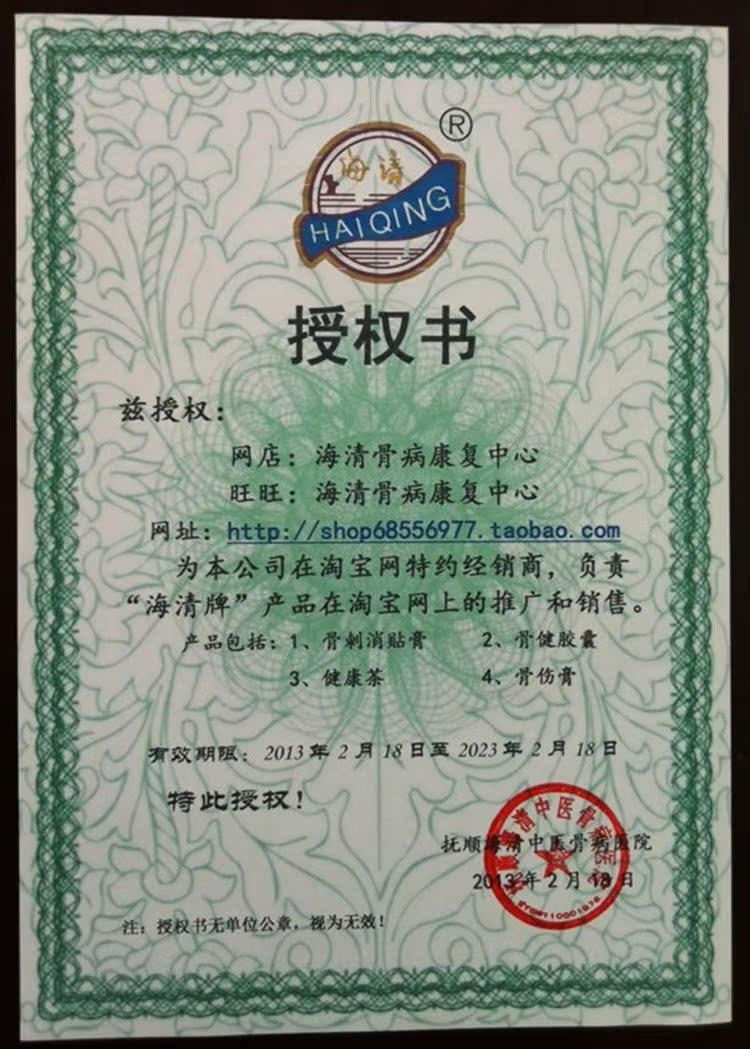 ®
海清
HAIQING
授权书
兹授权：
网店：海清骨病康复中心
旺旺：海清骨病康复中心
网址：http://shop68556977.taobao.com
为本公司在淘宝网特约经销商，负责
“海清牌”产品在淘宝网上的推广和销售。
产品包括：1、骨刺消贴膏 2、骨健胶囊
3、健康茶 4、骨伤膏
有效期限：2013年2月18日至2023年2月18日
特此授权！
抚顺海清中医骨病医院
2013年2月18日
注：授权书无单位公章，视为无效！